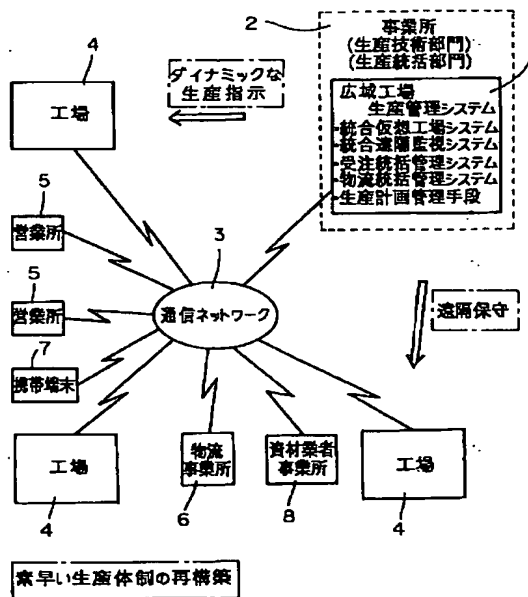 2
事業所
(生産技術部門)
(生産統括部門)
広域工場
生産管理システム
統合仮想工場システム
統合遠隔監視システム
受注統括管理システム
物流統括管理システム
生産計画管理手段
4
工場
ダイナミックな
生産指示
5
営業所
3
5
営業所
通信ネットワーク
遠隔保守
7
携帯端末
工場
物流
事業所
資材業者
事業所
工場
4
6
8
4
素早い生産体制の再構築